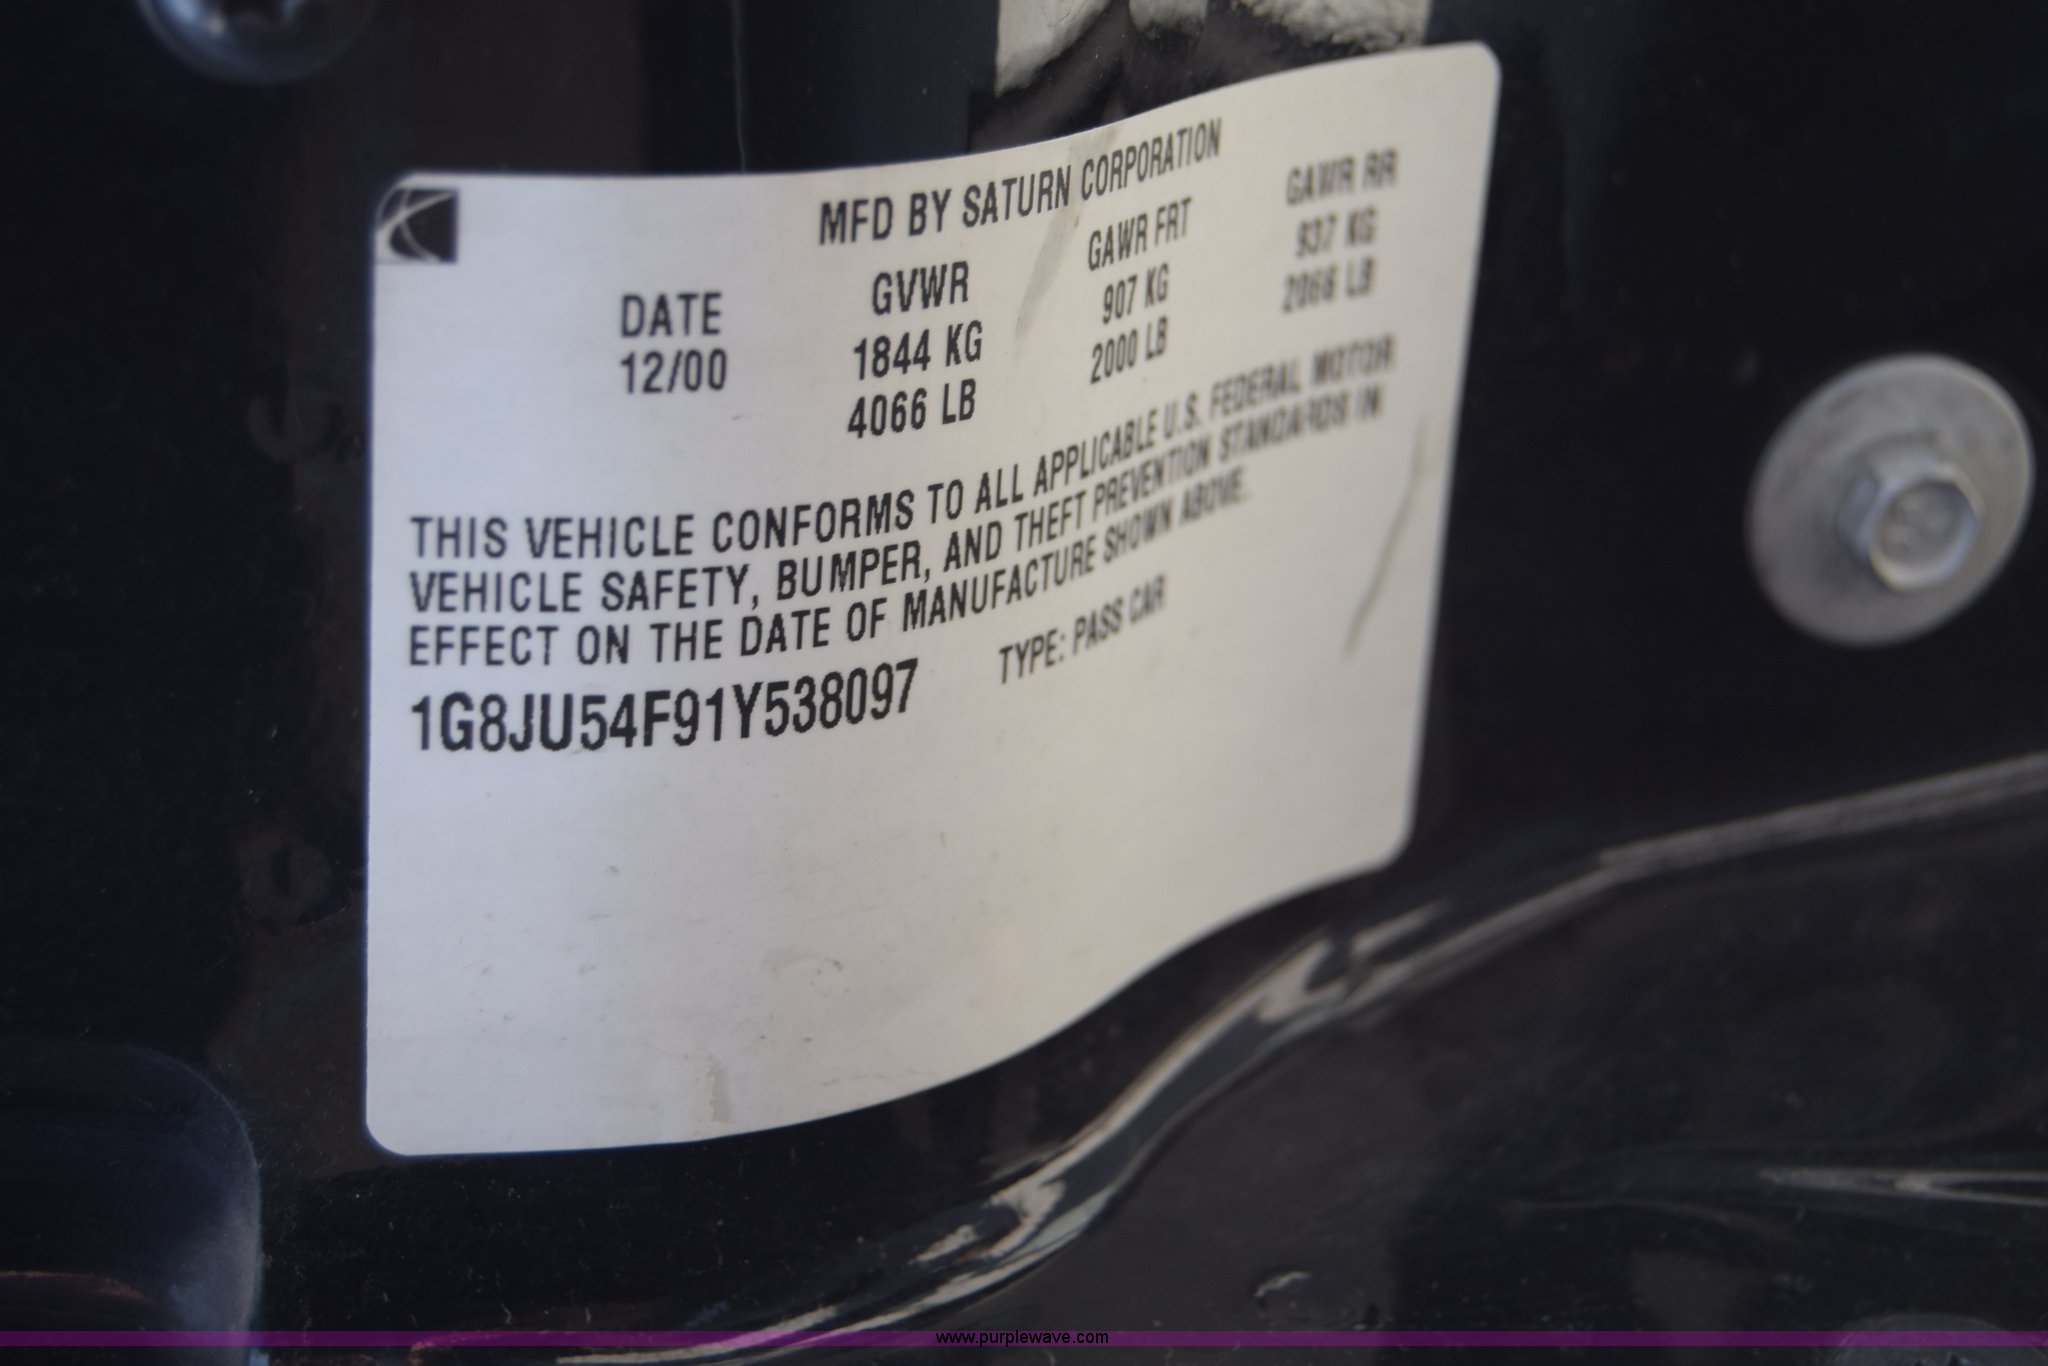 MFD BY SATURN CORPORATION
DATE GVWR GAWR FRT GAWR RR
12/00 1844 KG 907 KG 937 KG
4066 LB 2000 LB 2066 LB
THIS VEHICLE CONFORMS TO ALL APPLICABLE U.S. FEDERAL MOTOR
VEHICLE SAFETY, BUMPER, AND THEFT PREVENTION STANDARDS IN
EFFECT ON THE DATE OF MANUFACTURE SHOWN ABOVE.
1G8JU54F91Y538097 TYPE: PASS CAR
www.purplewave.com